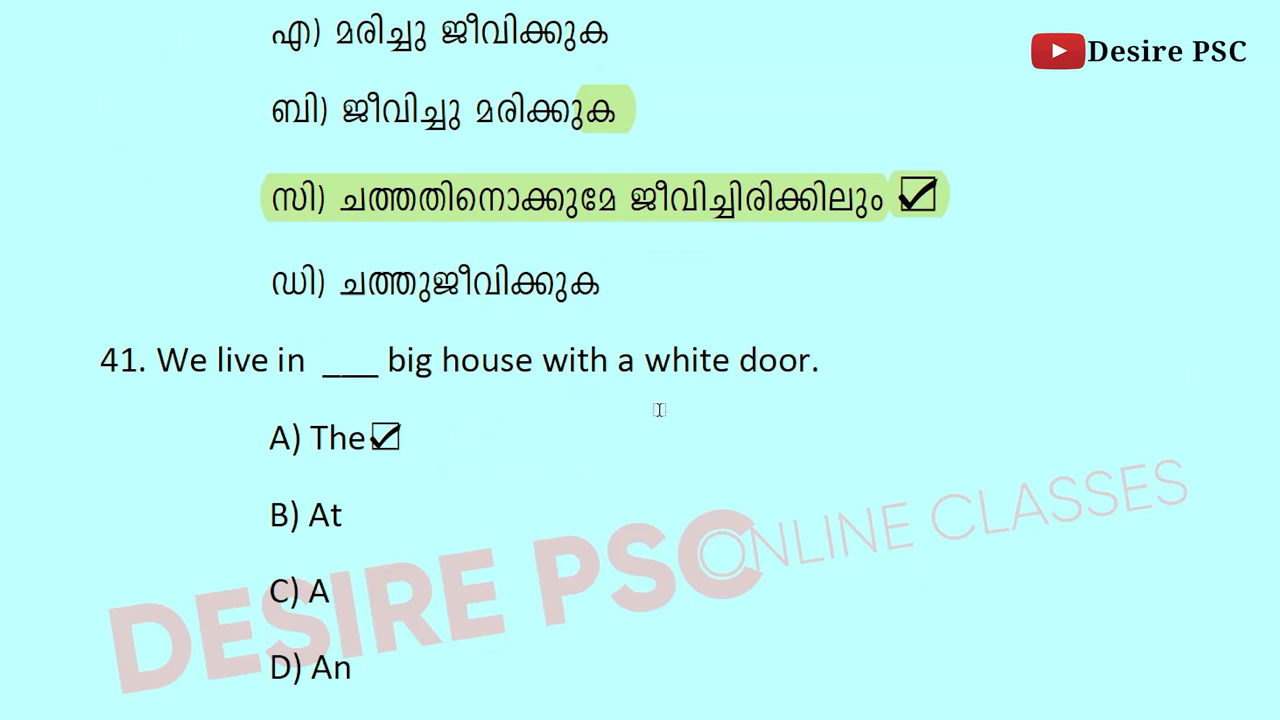 എ) മരിച്ചു ജീവിക്കുക
Desire PSC
ബി) ജീവിച്ചു മരിക്കുക
സി) ചത്തതിനൊക്കുമേ ജീവിച്ചിരിക്കിലും
ഡി) ചത്തുജീവിക്കുക
41. We live in ___ big house with a white door.
A) The
B) At
C) A
D) An
DESIRE PSC ONLINE CLASSES